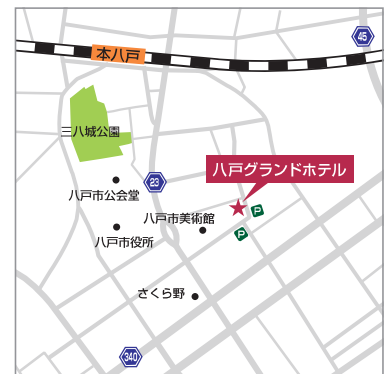 45
本八戸
三八城公園
八戸グランドホテル
23
八戸市公会堂
P
八戸市美術館
P
八戸市役所
さくら野
340